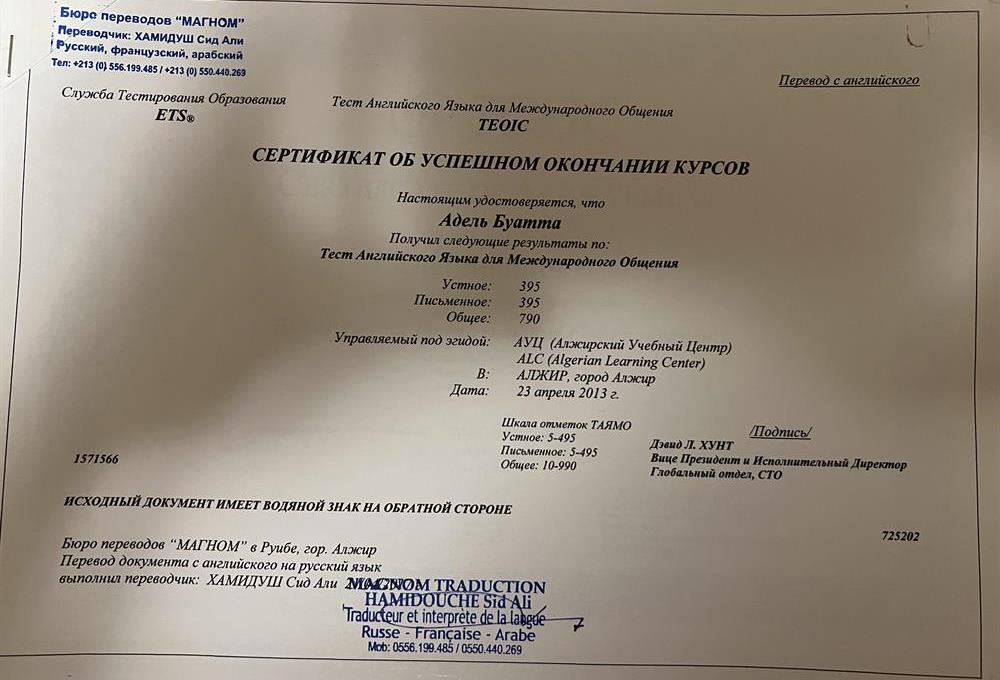 Бюро переводов “МАГНОМ”
Переводчик: ХАМИДУШ Сид Али
Русский, французский, арабский
Тел: +213 (0) 556.199.485 / +213 (0) 550.440.269
Перевод с английского
Служба Тестирования Образования
ETS®
Тест Английского Языка для Международного Общения
TEOIC
СЕРТИФИКАТ ОБ УСПЕШНОМ ОКОНЧАНИИ КУРСОВ
Настоящим удостоверяется, что
Адель Буатта
Получил следующие результаты по:
Тест Английского Языка для Международного Общения
Устное: 395
Письменное: 395
Общее: 790
Управляемый под эгидой: АУЦ (Алжирский Учебный Центр)
ALC (Algerian Learning Center)
В: АЛЖИР, город Алжир
Дата: 23 апреля 2013 г.
Шкала отметок ТАЯМО
Устное: 5-495
Письменное: 5-495
Общее: 10-990
/Подпись/
Дэвид Л. ХУНТ
Вице Президент и Исполнительный Директор
Глобальный отдел, СТО
1571566
ИСХОДНЫЙ ДОКУМЕНТ ИМЕЕТ ВОДЯНОЙ ЗНАК НА ОБРАТНОЙ СТОРОНЕ
725202
Бюро переводов “МАГНОМ” в Руибе, гор. Алжир
Перевод документа с английского на русский язык
выполнил переводчик: ХАМИДУШ Сид Али
MAGNOM TRADUCTION
HAMIDOUCHE Sid Ali
Traducteur et interprète de la langue
Russe - Française - Arabe
Mob: 0556.199.485 / 0550.440.269